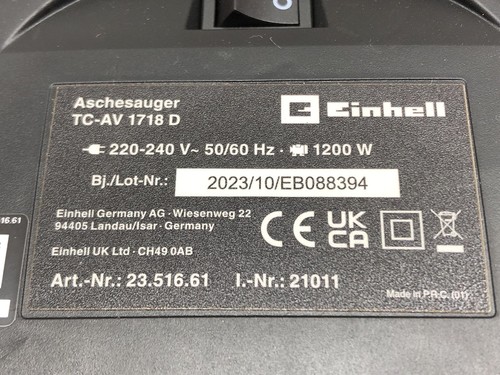 Aschesauger
TC-AV 1718 D
Einhell
220-240 V~ 50/60 Hz · 1200 W
Bj./Lot-Nr.: 2023/10/EB088394
Einhell Germany AG · Wiesenweg 22
94405 Landau/Isar · Germany
Einhell UK Ltd · CH49 0AB
CE UK CA
Art.-Nr.: 23.516.61 I.-Nr.: 21011
Made in P.R.C. (01)
16.61